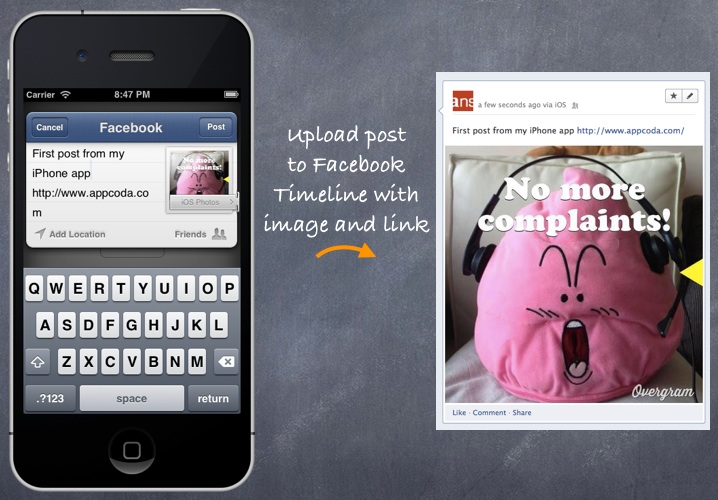 Carrier 8:47 PM
Cancel Facebook Post
First post from my
iPhone app
http://www.appcoda.co
m
No more
complaints!
iOS Photos
Add Location Friends
Q W E R T Y U I O P
A S D F G H J K L
Z X C V B N M
.?123 space return
Upload post
to Facebook
Timeline with
image and link
ans
a few seconds ago via iOS
First post from my iPhone app http://www.appcoda.com/
No more
complaints!
Overgram
Like · Comment · Share